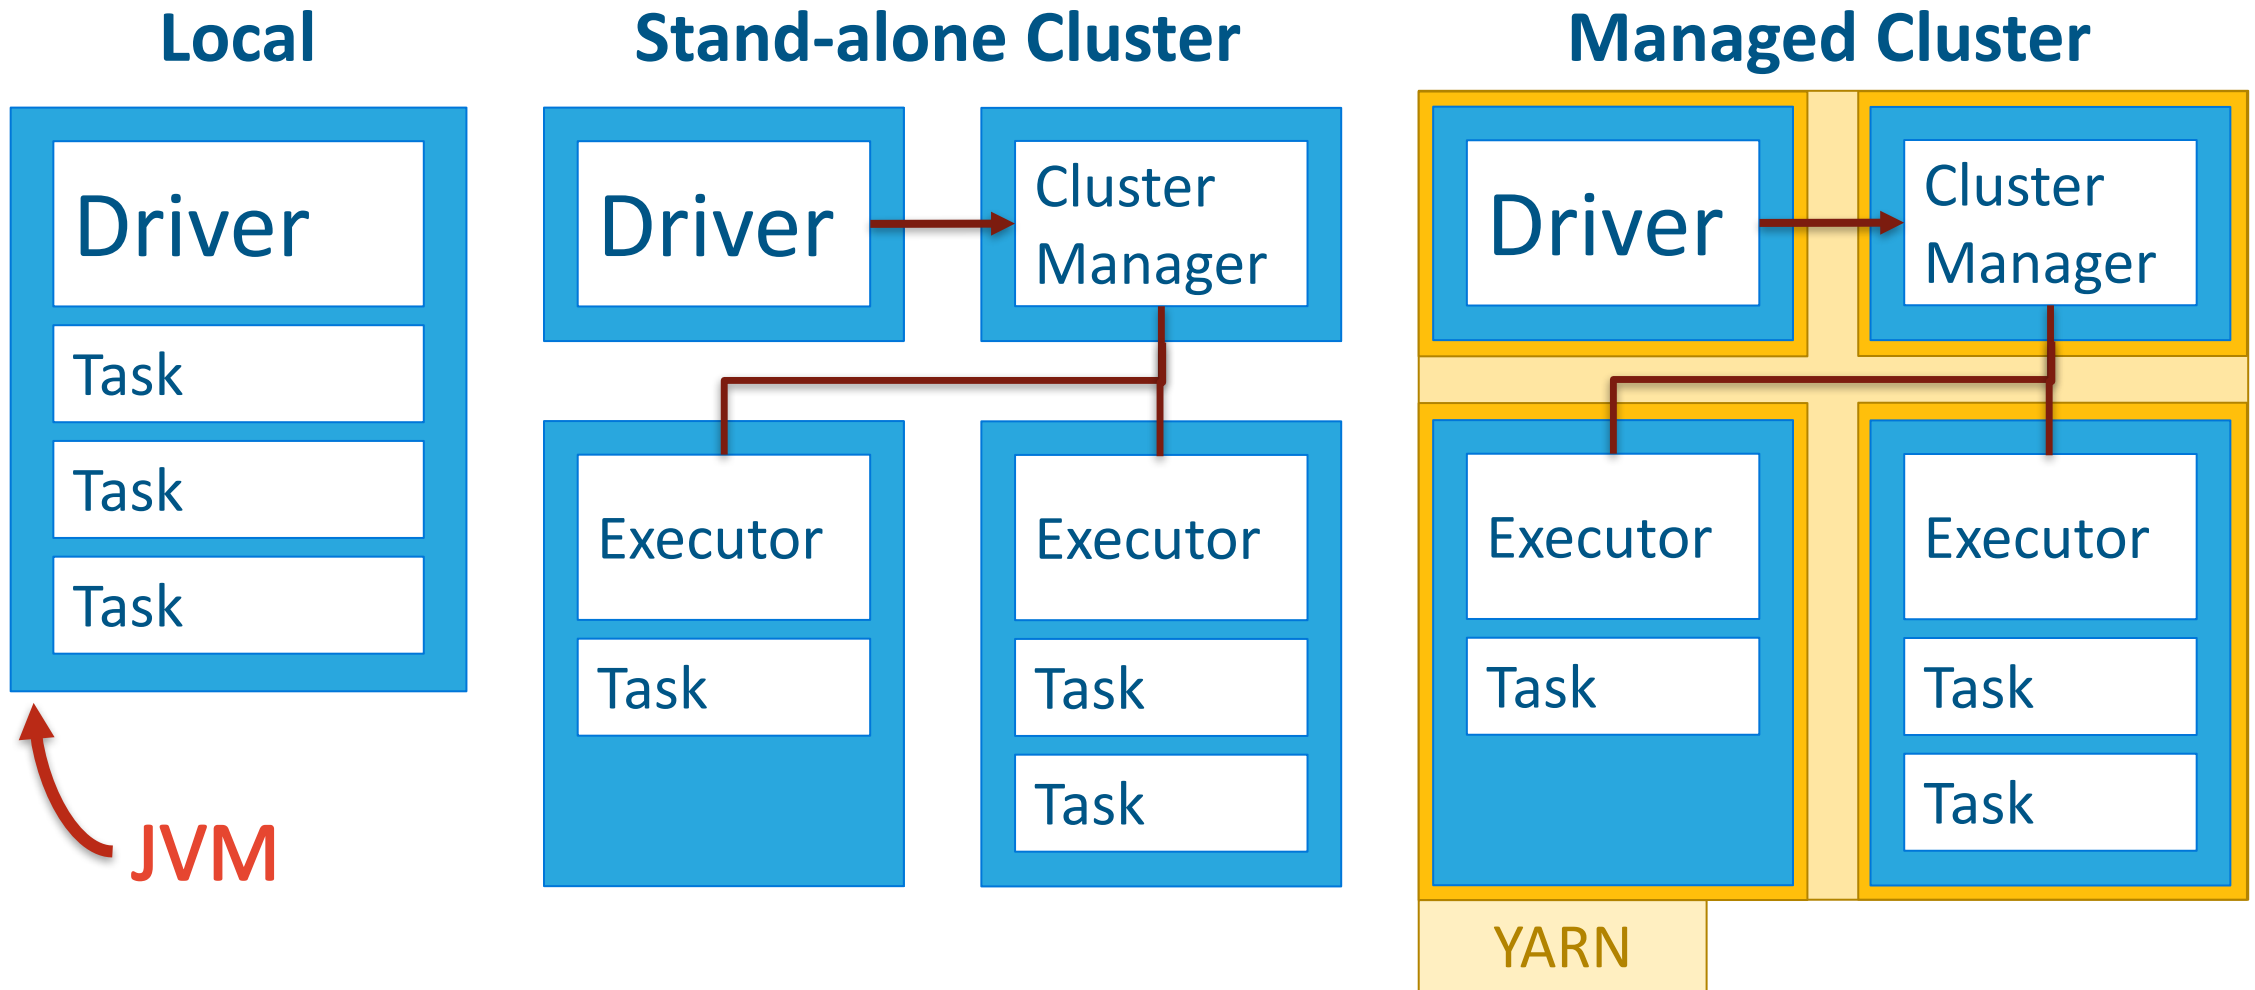 Local
Driver
Task
Task
Task
JVM
Stand-alone Cluster
Driver
Cluster
Manager
Executor
Task
Executor
Task
Task
Managed Cluster
Driver
Cluster
Manager
Executor
Task
Executor
Task
Task
YARN